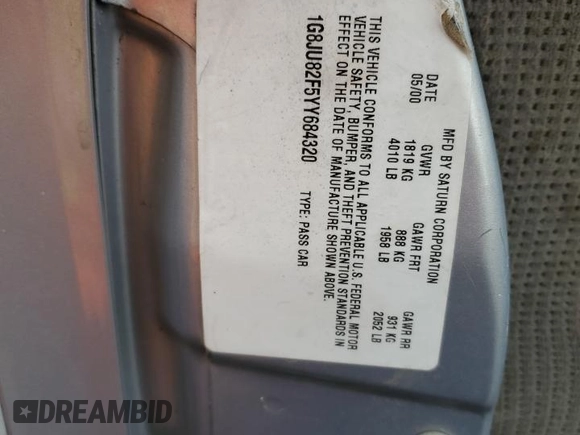 MFD BY SATURN CORPORATION
DATE GVWR GAWR FRT GAWR RR
05/00 1819 KG 888 KG 931 KG
4010 LB 1958 LB 2052 LB
THIS VEHICLE CONFORMS TO ALL APPLICABLE U.S. FEDERAL MOTOR
VEHICLE SAFETY, BUMPER, AND THEFT PREVENTION STANDARDS IN
EFFECT ON THE DATE OF MANUFACTURE SHOWN ABOVE.
1G8JU82F5YY684320 TYPE: PASS CAR
DREAMBID